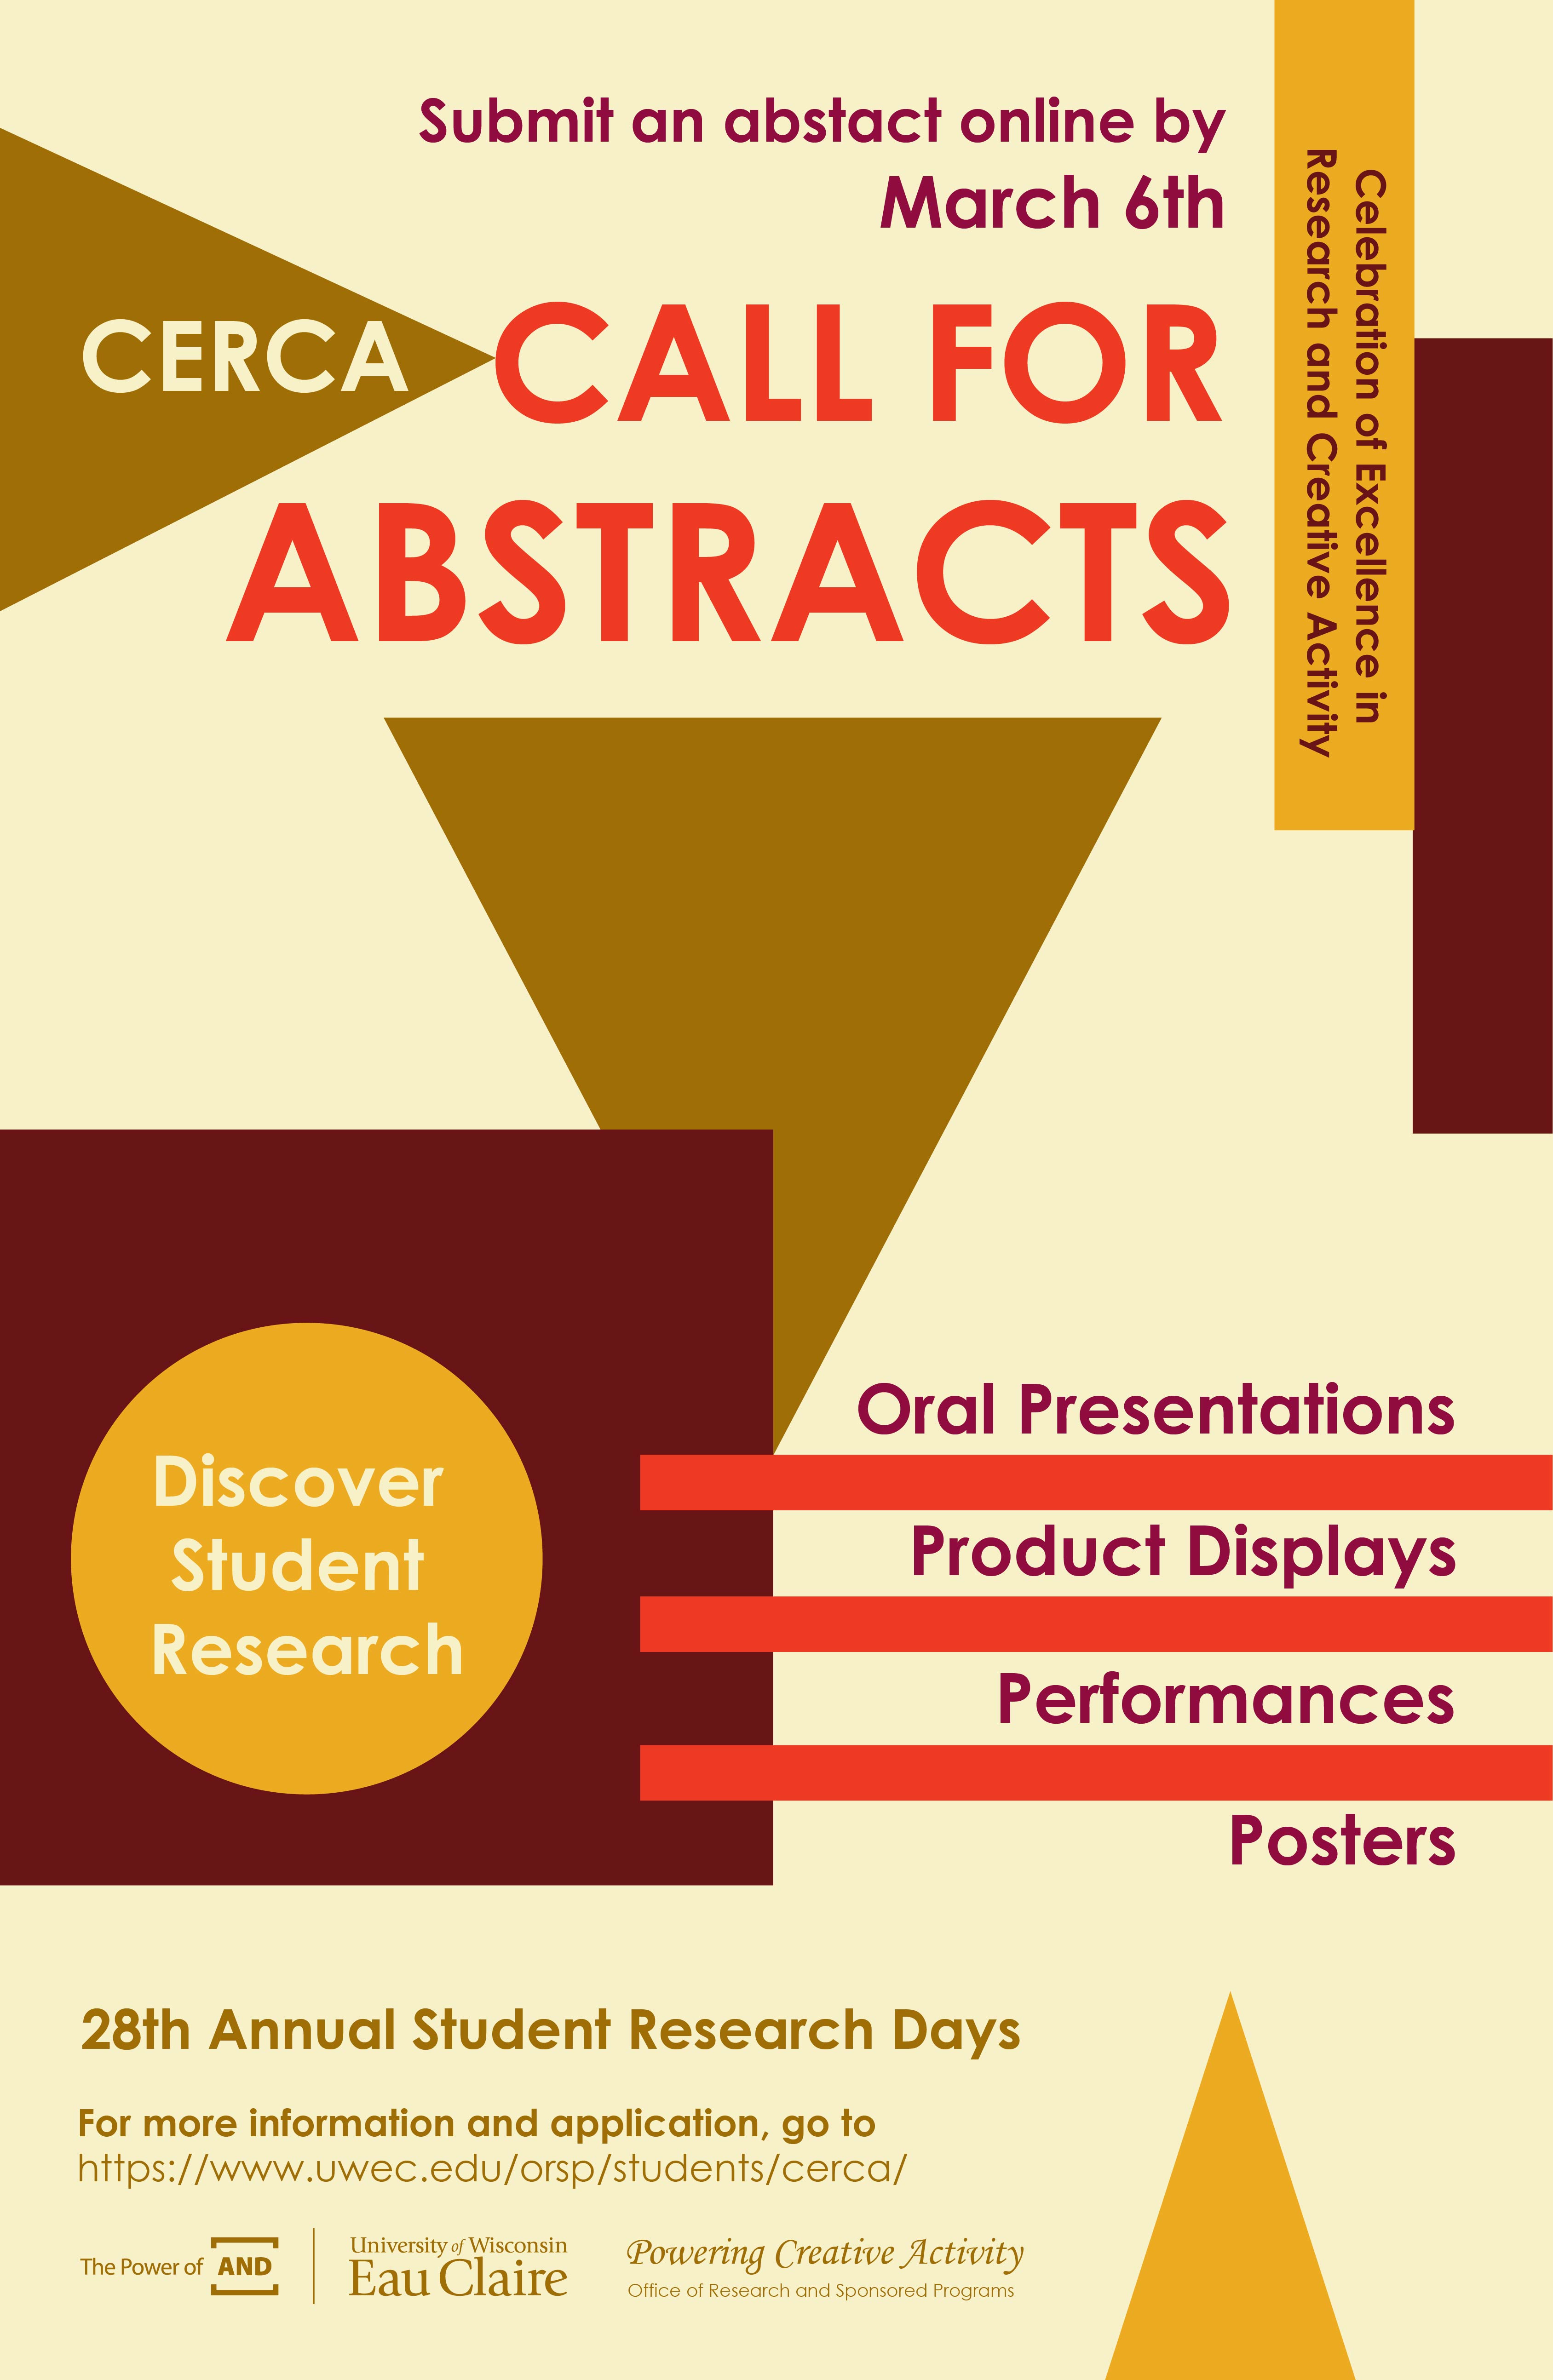 Submit an abstact online by
March 6th
CERCA
CALL FOR
ABSTRACTS
Celebration of Excellence in
Research and Creative Activity
Discover
Student
Research
Oral Presentations
Product Displays
Performances
Posters
28th Annual Student Research Days
For more information and application, go to
https://www.uwec.edu/orsp/students/cerca/
The Power of AND
University of Wisconsin
Eau Claire
Powering Creative Activity
Office of Research and Sponsored Programs